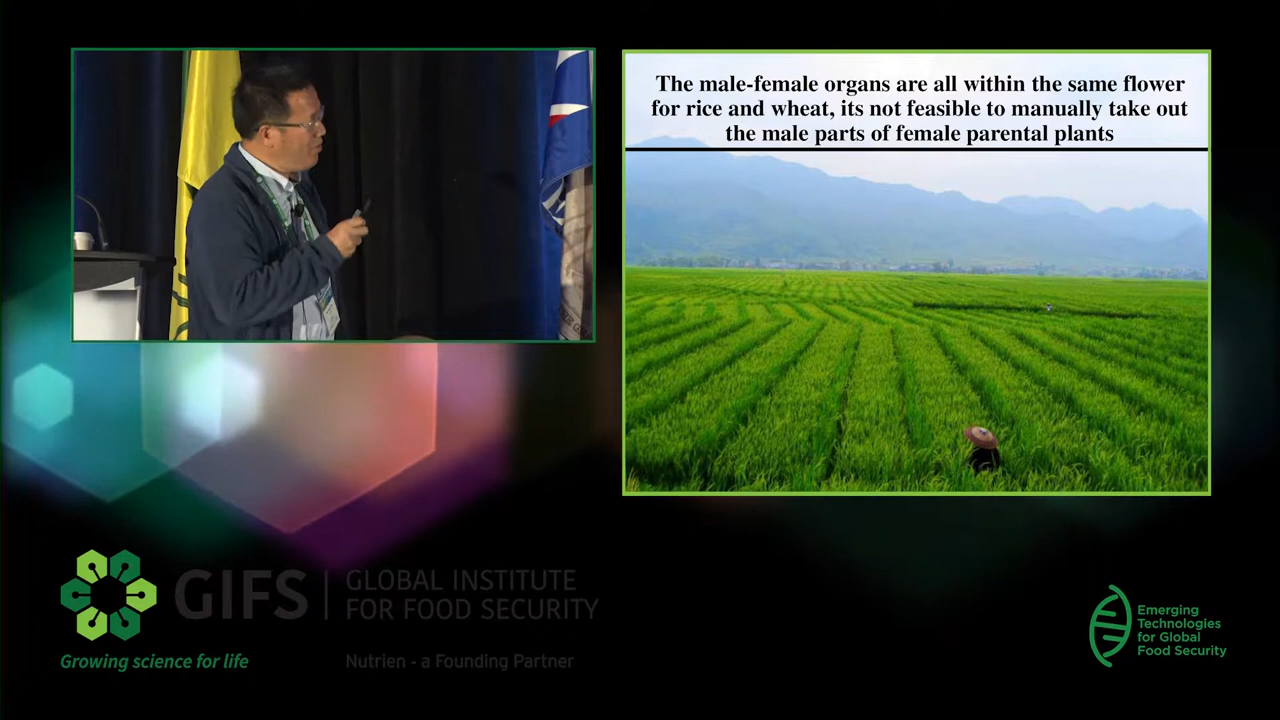 The male-female organs are all within the same flower
for rice and wheat, its not feasible to manually take out
the male parts of female parental plants
GIFS
GLOBAL INSTITUTE
FOR FOOD SECURITY
Growing science for life
Nutrien - a Founding Partner
Emerging
Technologies
for Global
Food Security